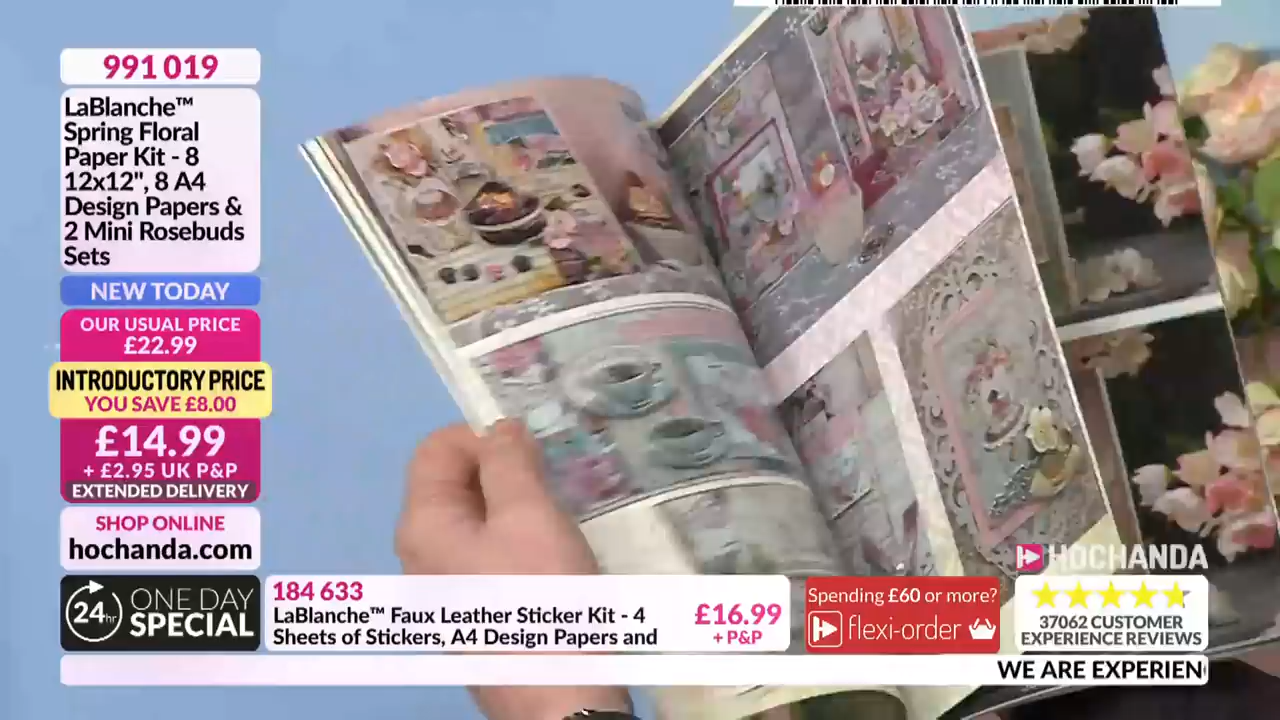 991 019
LaBlanche™
Spring Floral
Paper Kit - 8
12x12", 8 A4
Design Papers &
2 Mini Rosebuds
Sets
NEW TODAY
OUR USUAL PRICE
£22.99
INTRODUCTORY PRICE
YOU SAVE £8.00
£14.99
+ £2.95 UK P&P
EXTENDED DELIVERY
SHOP ONLINE
hochanda.com
24hr ONE DAY
SPECIAL
184 633
LaBlanche™ Faux Leather Sticker Kit - 4
Sheets of Stickers, A4 Design Papers and
£16.99
+ P&P
Spending £60 or more?
flexi-order
HOCHANDA
37062 CUSTOMER
EXPERIENCE REVIEWS
WE ARE EXPERIEN